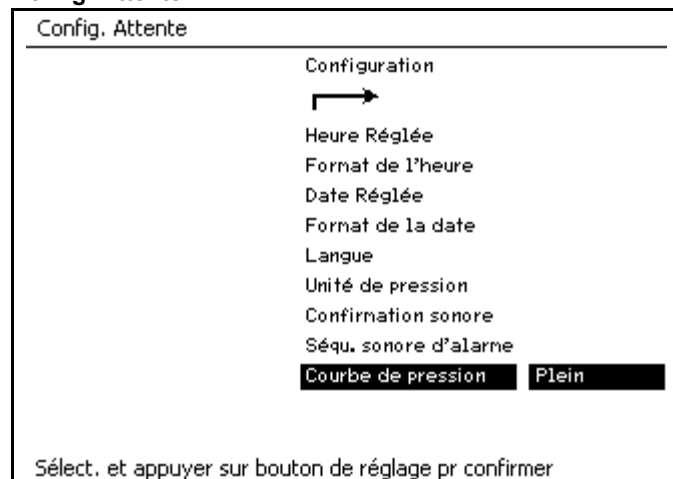 Config. Attente
Configuration
Heure Réglée
Format de l'heure
Date Réglée
Format de la date
Langue
Unité de pression
Confirmation sonore
Séqu. sonore d'alarme
Courbe de pression Plein
Sélect. et appuyer sur bouton de réglage pr confirmer